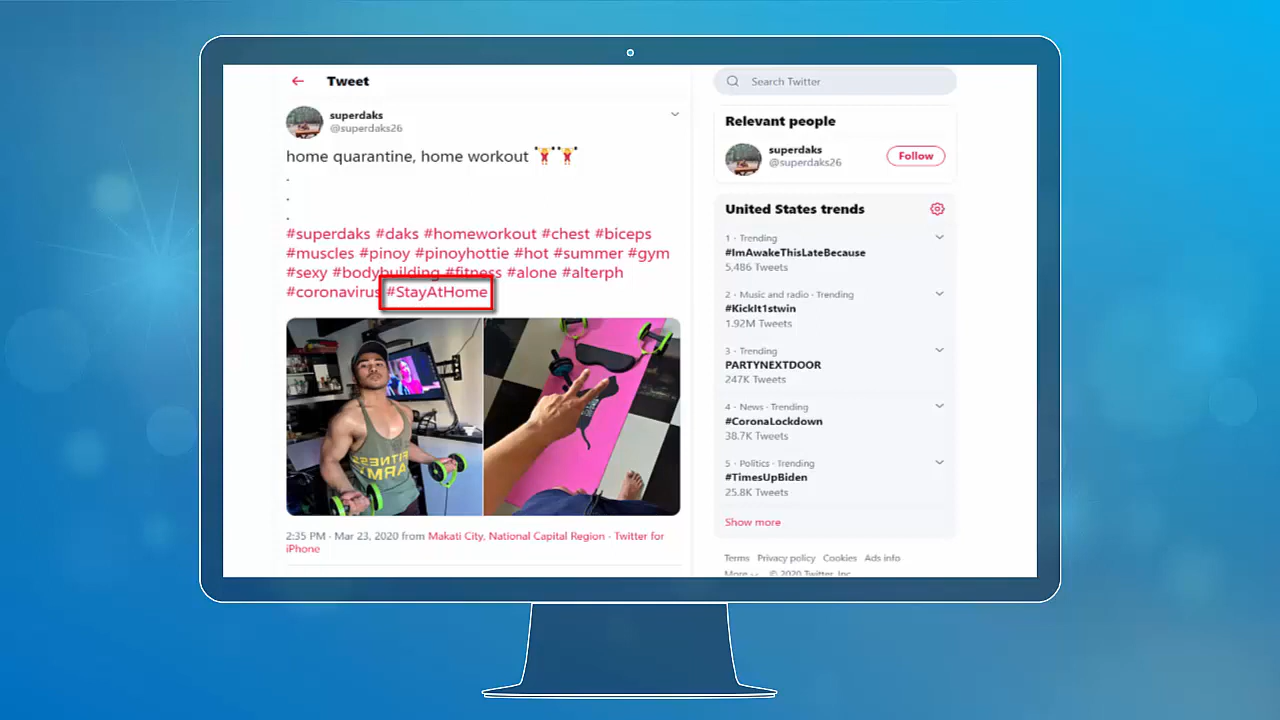 Tweet
superdaks
@superdaks26
home quarantine, home workout
.
.
.
#superdaks #daks #homeworkout #chest #biceps
#muscles #pinoy #pinoyhottie #hot #summer #gym
#sexy #bodybuilding #fitness #alone #alterph
#coronavirus #StayAtHome
FITNESS
ARMY
2:35 PM · Mar 23, 2020 from Makati City, National Capital Region · Twitter for
iPhone
Search Twitter
Relevant people
superdaks
@superdaks26
Follow
United States trends
1 · Trending
#ImAwakeThisLateBecause
5,486 Tweets
2 · Music and radio · Trending
#KickIt1stwin
1.92M Tweets
3 · Trending
PARTYNEXTDOOR
247K Tweets
4 · News · Trending
#CoronaLockdown
38.7K Tweets
5 · Politics · Trending
#TimesUpBiden
25.8K Tweets
Show more
Terms Privacy policy Cookies Ads info
More © 2020 Twitter, Inc.